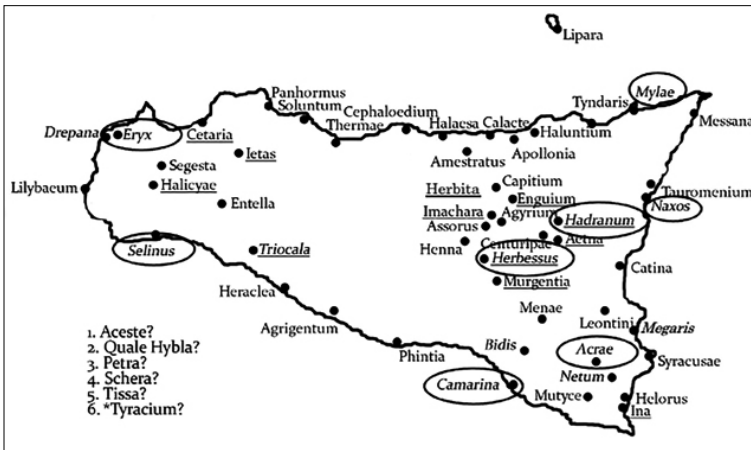 Lipara
Mylae
Panhormus
Soluntum
Tyndaris
Cephaloedium
Messana
Drepana
Eryx
Cetaria
Thermae
Halaesa
Calacte
Haluntium
Ietas
Amestratus
Apollonia
Segesta
Lilybaeum
Halicyae
Herbita
Capitium
Tauromenium
Entella
Enguium
Naxos
Imachara
Agyrium
Hadranum
Assorus
Henna
Centuripae
Aetna
Selinus
Triocala
Herbessus
Catina
Murgentia
Heraclea
Menae
Agrigentum
Leontini
Megaris
1. Aceste?
2. Quale Hybla?
3. Petra?
4. Schera?
5. Tissa?
6. *Tyracium?
Phintia
Bidis
Acrae
Syracusae
Camarina
Netum
Mutyce
Helorus
Ina